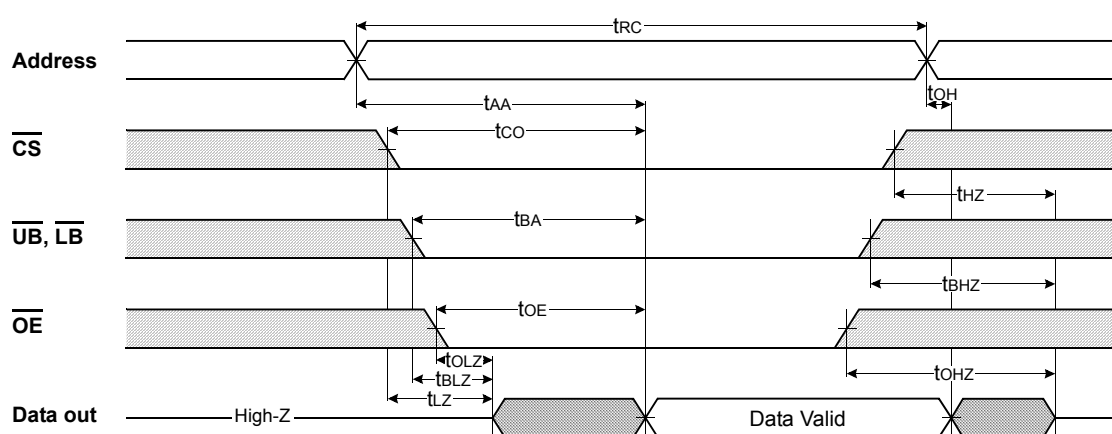 tRC
Address
tAA
tOH
CS
tCO
tHZ
UB, LB
tBA
tBHZ
OE
tOE
tOLZ
tBLZ
tOHZ
tLZ
Data out
High-Z
Data Valid